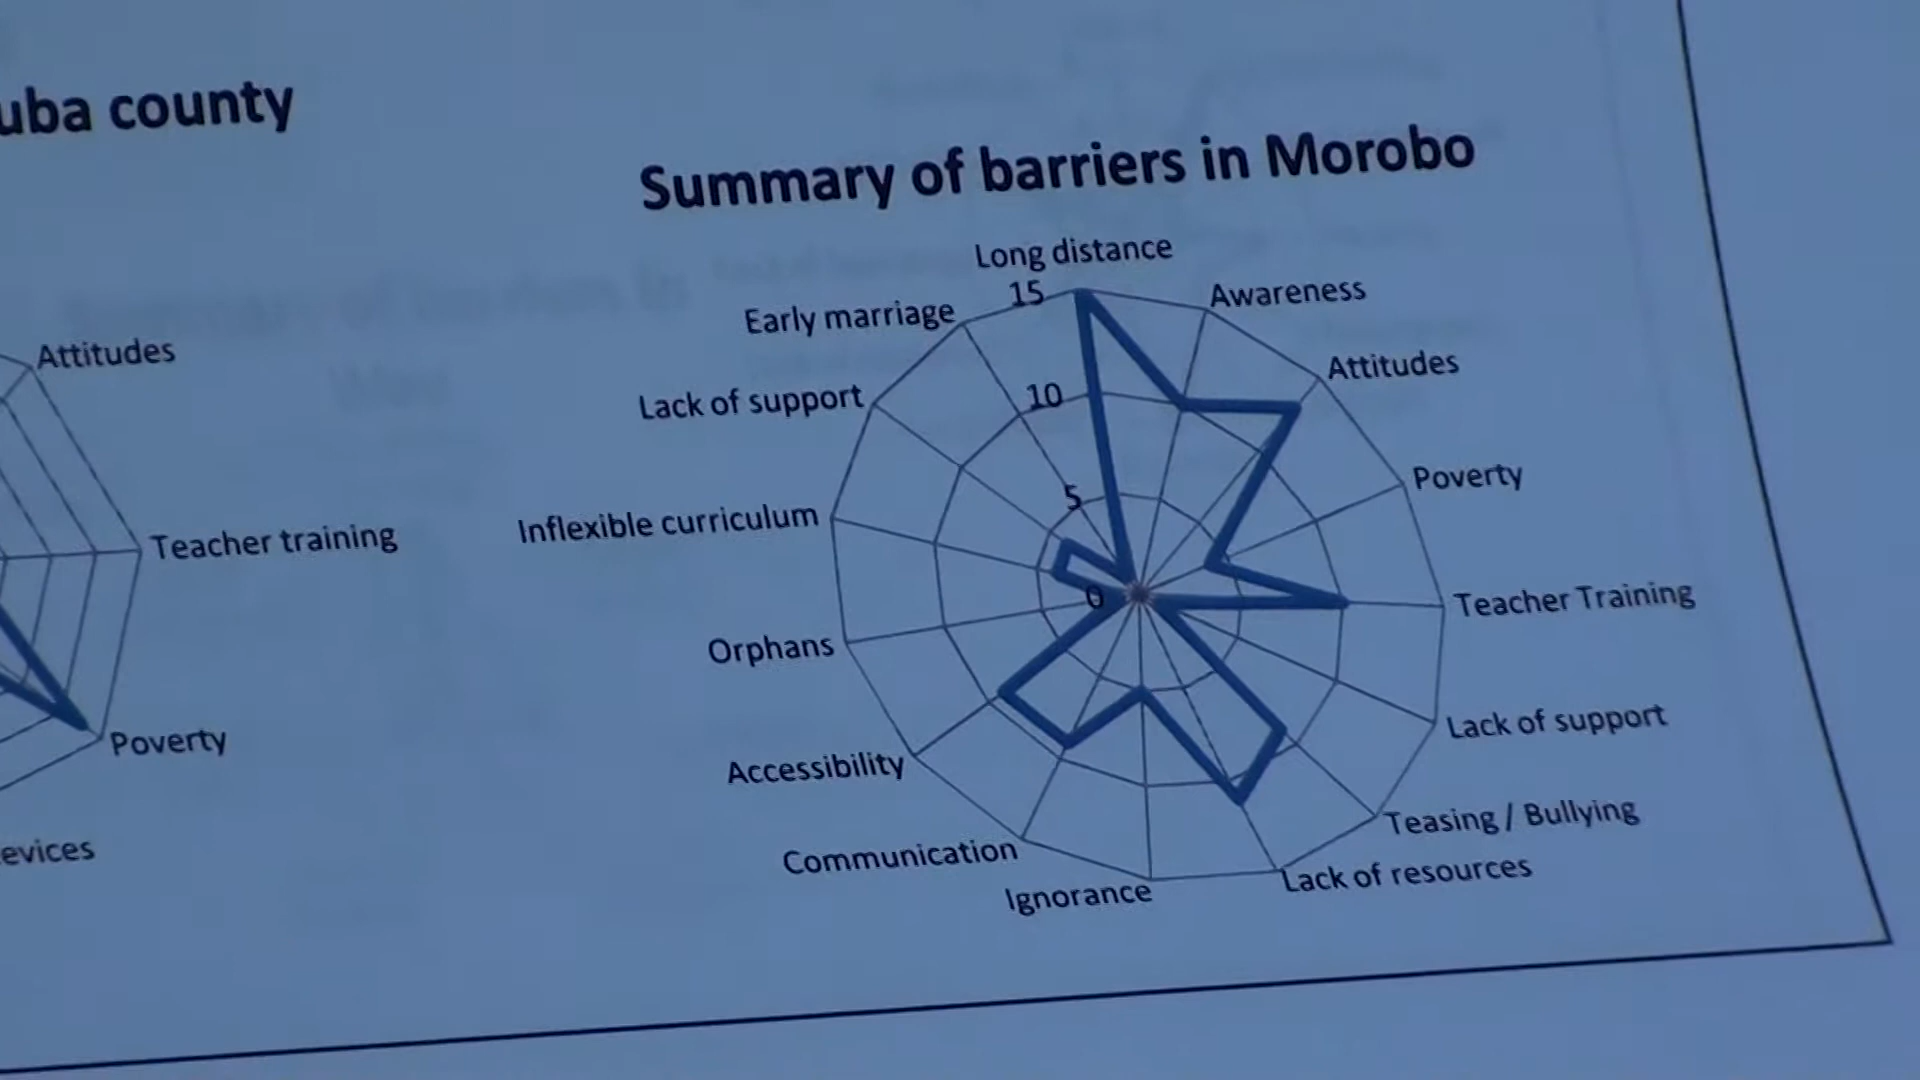 uba county
Attitudes
Teacher training
Poverty
evices
Summary of barriers in Morobo
Long distance
15
Awareness
Early marriage
Attitudes
Lack of support
10
Poverty
5
Inflexible curriculum
0
Teacher Training
Orphans
Lack of support
Accessibility
Teasing / Bullying
Communication
Lack of resources
Ignorance